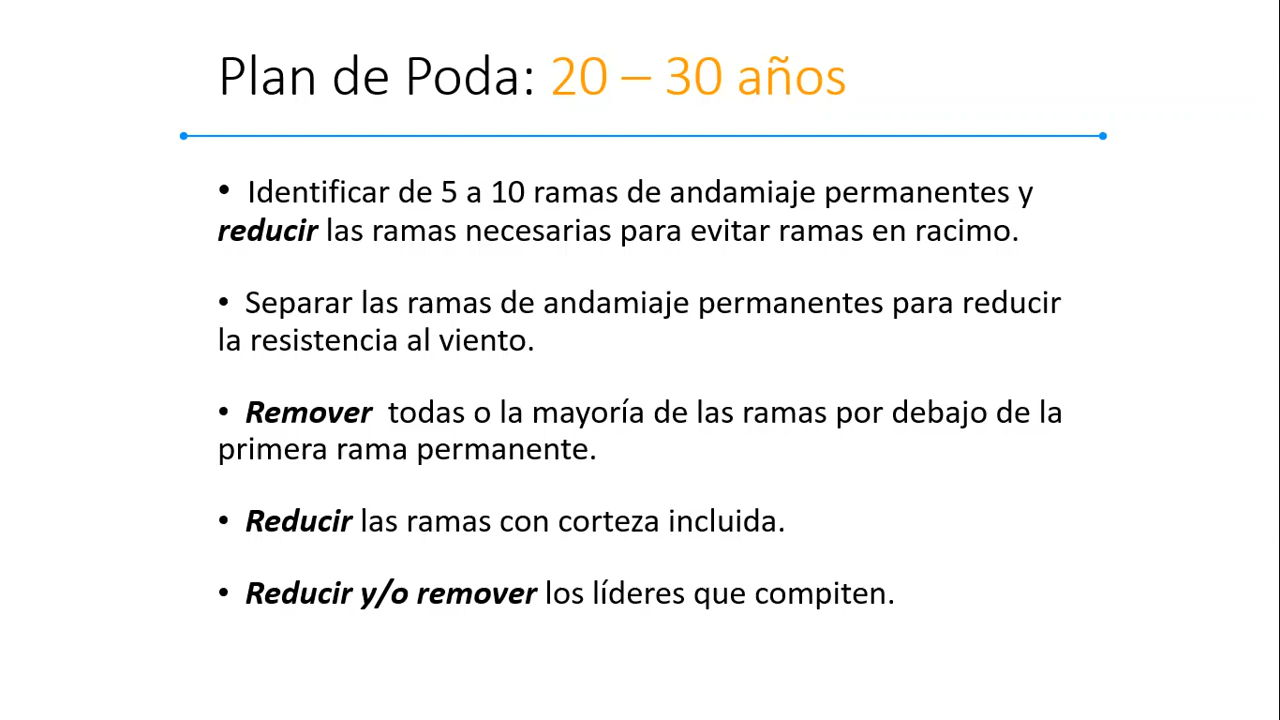 Plan de Poda: 20 – 30 años
• Identificar de 5 a 10 ramas de andamiaje permanentes y
reducir las ramas necesarias para evitar ramas en racimo.
• Separar las ramas de andamiaje permanentes para reducir
la resistencia al viento.
• Remover todas o la mayoría de las ramas por debajo de la
primera rama permanente.
• Reducir las ramas con corteza incluida.
• Reducir y/o remover los líderes que compiten.